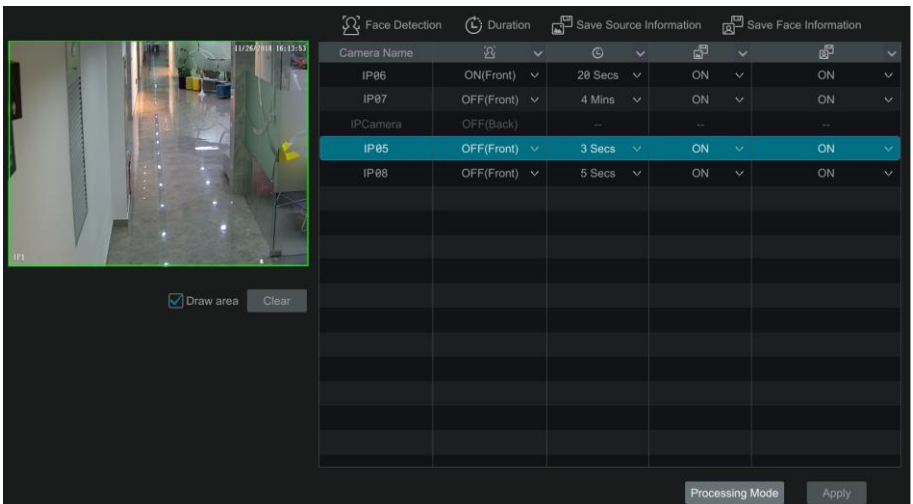 Face Detection Duration Save Source Information Save Face Information
11/26/2018 16:13:53
Camera Name
IP06 ON(Front) 20 Secs ON ON
IP07 OFF(Front) 4 Mins ON ON
IPCamera OFF(Back) -- -- --
IP05 OFF(Front) 3 Secs ON ON
IP08 OFF(Front) 5 Secs ON ON
IP1
Draw area Clear
Processing Mode Apply